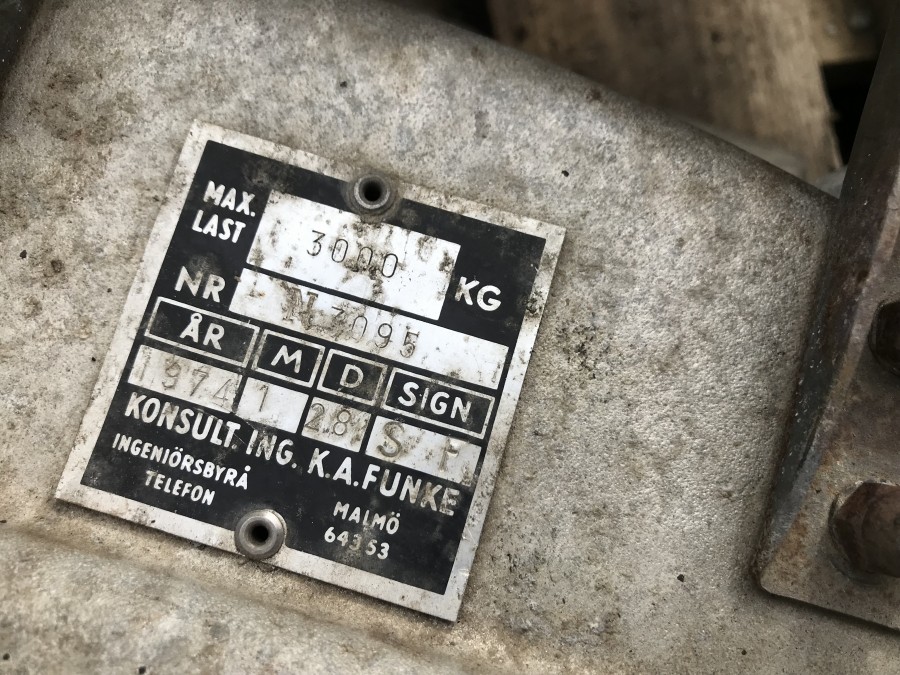 MAX. LAST 3000 KG
NR N 3095
ÅR M D SIGN
1974 1 28 S
KONSULT. ING. K.A. FUNKE
INGENIÖRSBYRÅ MALMÖ
TELEFON 64353